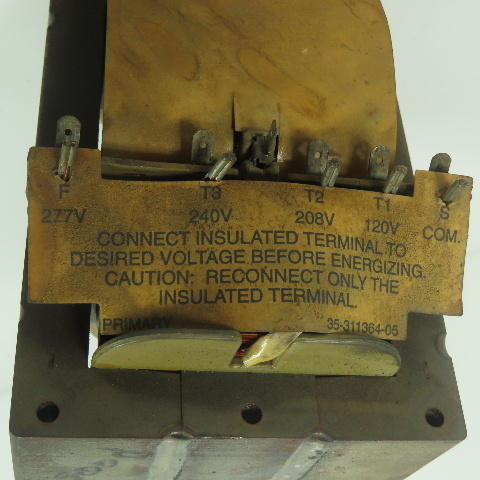 F T3 T2 T1 S
277V 240V 208V 120V COM.
CONNECT INSULATED TERMINAL TO
DESIRED VOLTAGE BEFORE ENERGIZING.
CAUTION: RECONNECT ONLY THE
INSULATED TERMINAL.
PRIMARY 35-311364-05